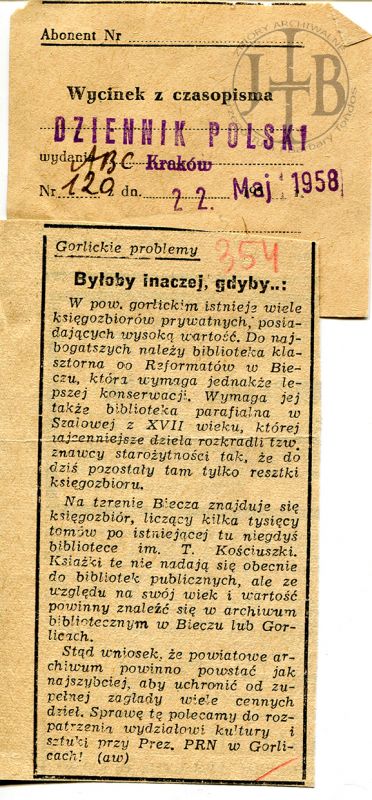 Abonent Nr
ZBIORY ARCHIWALNE
J B
Wycinek z czasopisma
DZIENNIK POLSKI
wydanie ABC Kraków
Nr 120 z dn. 22. Maj 1958
Gorlickie problemy 354
Byłoby inaczej, gdyby..:
W pow. gorlickim istnieje wiele
księgozbiorów prywatnych, posia-
dających wysoką wartość. Do naj-
bogatszych należy biblioteka kla-
sztorna oo Reformatów w Bie-
czu, która wymaga jednakże le-
pszej konserwacji. Wymaga jej
także biblioteka parafialna w
Szalowej z XVII wieku, której
najcenniejsze dzieła rozkradli tzw.
znawcy starożytności tak, że do
dziś pozostały tam tylko resztki
księgozbioru.
Na terenie Biecza znajduje się
księgozbiór, liczący kilka tysięcy
tomów po istniejącej tu niegdyś
bibliotece im. T. Kościuszki.
Książki te nie nadają się obecnie
do bibliotek publicznych, ale ze
względu na swój wiek i wartość
powinny znaleźć się w archiwum
bibliotecznym w Bieczu lub Gor-
licach.
Stąd wniosek, że powiatowe ar-
chiwum powinno powstać jak
najszybciej, aby uchronić od zu-
pełnej zagłady wiele cennych
dzieł. Sprawę tę polecamy do roz-
patrzenia wydziałowi kultury i
sztuki przy Prez. PRN w Gorli-
cach! (aw)